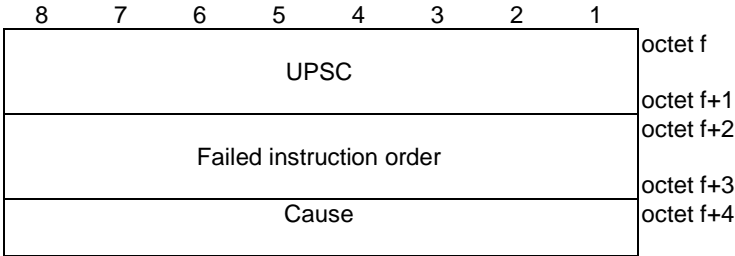 8 7 6 5 4 3 2 1
octet f
UPSC
octet f+1
octet f+2
Failed instruction order
octet f+3
Cause octet f+4